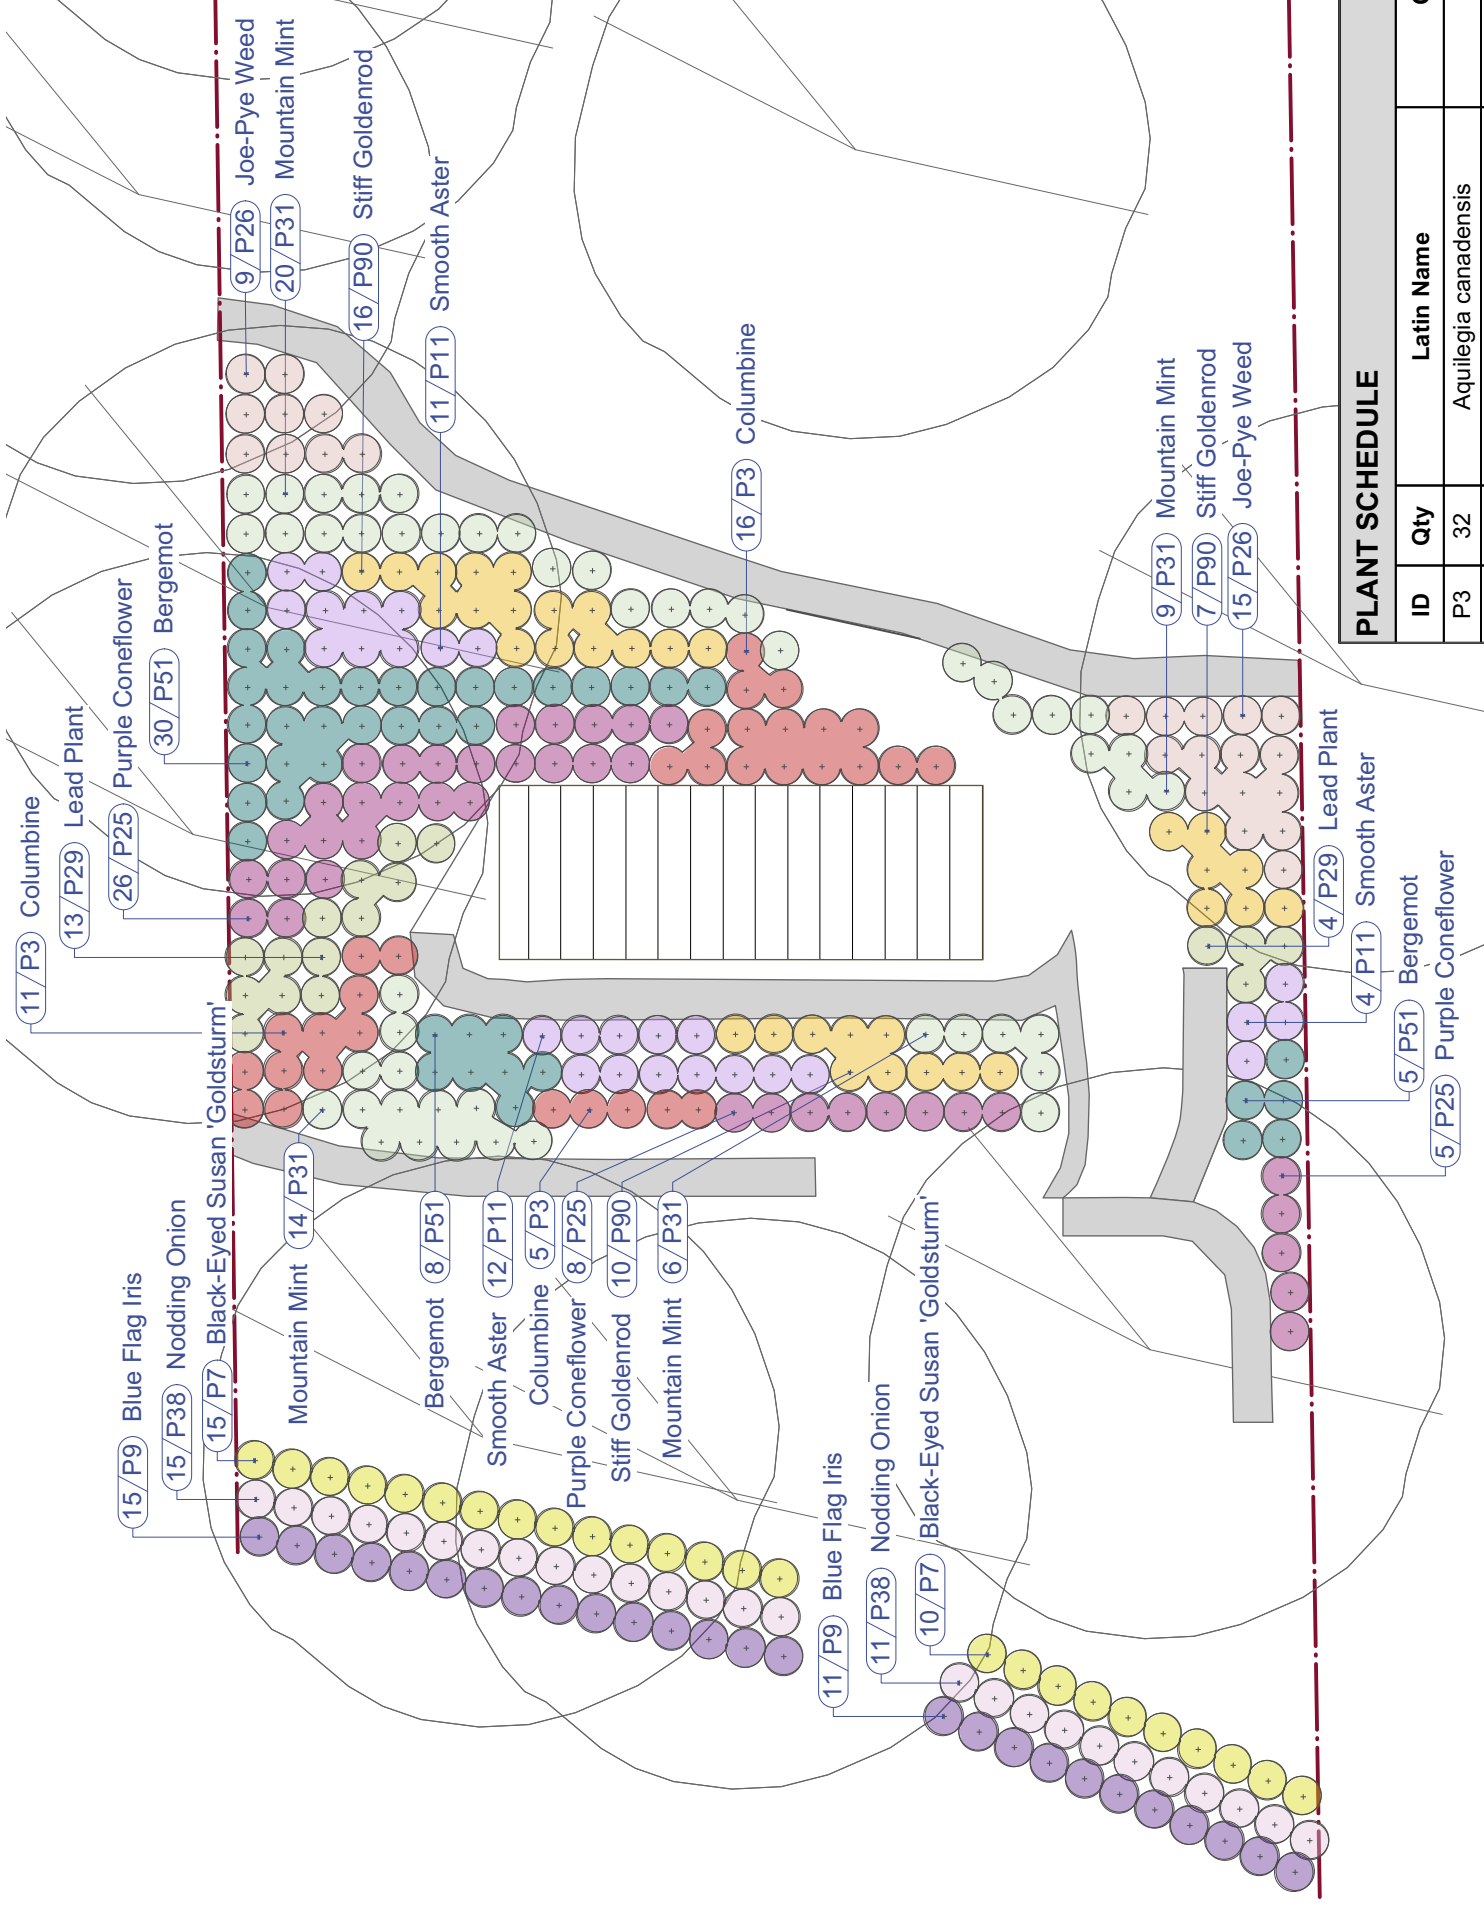 11 / P3 Columbine
13 / P29 Lead Plant
26 / P25 Purple Coneflower
30 / P51 Bergemot
9 / P26 Joe-Pye Weed
20 / P31 Mountain Mint
16 / P90 Stiff Goldenrod
11 / P11 Smooth Aster
16 / P3 Columbine
15 / P9 Blue Flag Iris
15 / P38 Nodding Onion
15 / P7 Black-Eyed Susan 'Goldsturm'
Mountain Mint 14 / P31
Bergemot 8 / P51
Smooth Aster 12 / P11
Columbine 5 / P3
Purple Coneflower 8 / P25
Stiff Goldenrod 10 / P90
Mountain Mint 6 / P31
11 / P9 Blue Flag Iris
11 / P38 Nodding Onion
10 / P7 Black-Eyed Susan 'Goldsturm'
9 / P31 Mountain Mint
7 / P90 Stiff Goldenrod
15 / P26 Joe-Pye Weed
4 / P29 Lead Plant
4 / P11 Smooth Aster
5 / P51 Bergemot
5 / P25 Purple Coneflower
PLANT SCHEDULE
ID Qty Latin Name
P3 32 Aquilegia canadensis